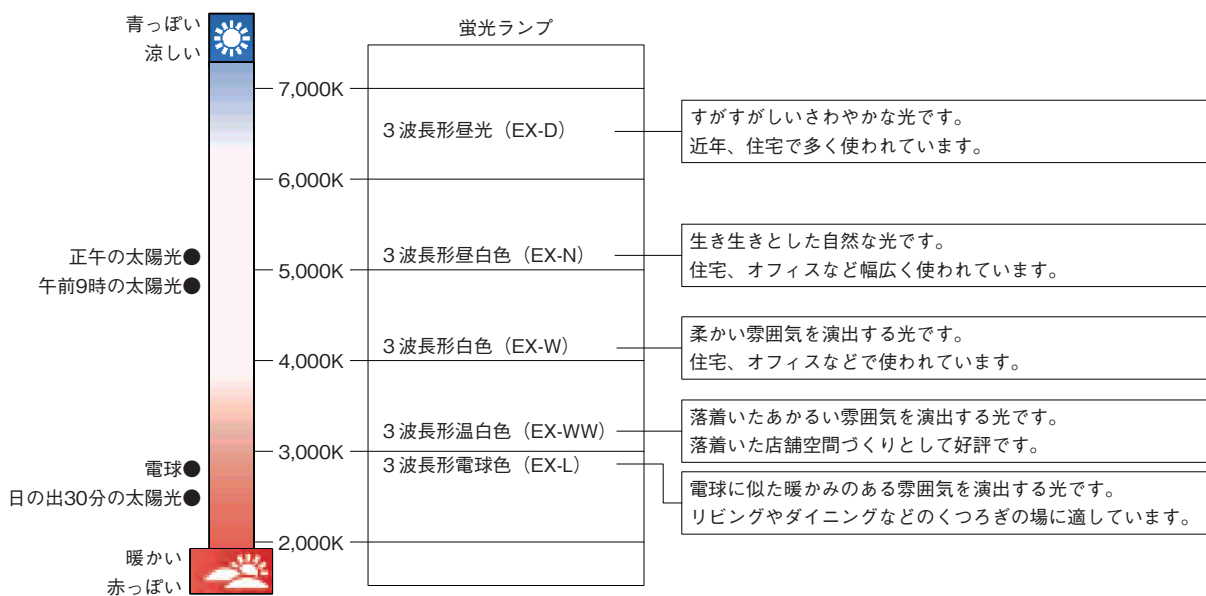 青っぽい
涼しい
正午の太陽光●
午前9時の太陽光●
電球●
日の出30分の太陽光●
暖かい
赤っぽい
7,000K
6,000K
5,000K
4,000K
3,000K
2,000K
蛍光ランプ
3波長形昼光（EX-D）
3波長形昼白色（EX-N）
3波長形白色（EX-W）
3波長形温白色（EX-WW）
3波長形電球色（EX-L）
すがすがしいさわやかな光です。
近年、住宅で多く使われています。
生き生きとした自然な光です。
住宅、オフィスなど幅広く使われています。
柔かい雰囲気を演出する光です。
住宅、オフィスなどで使われています。
落着いたあかるい雰囲気を演出する光です。
落着いた店舗空間づくりとして好評です。
電球に似た暖かみのある雰囲気を演出する光です。
リビングやダイニングなどのくつろぎの場に適しています。